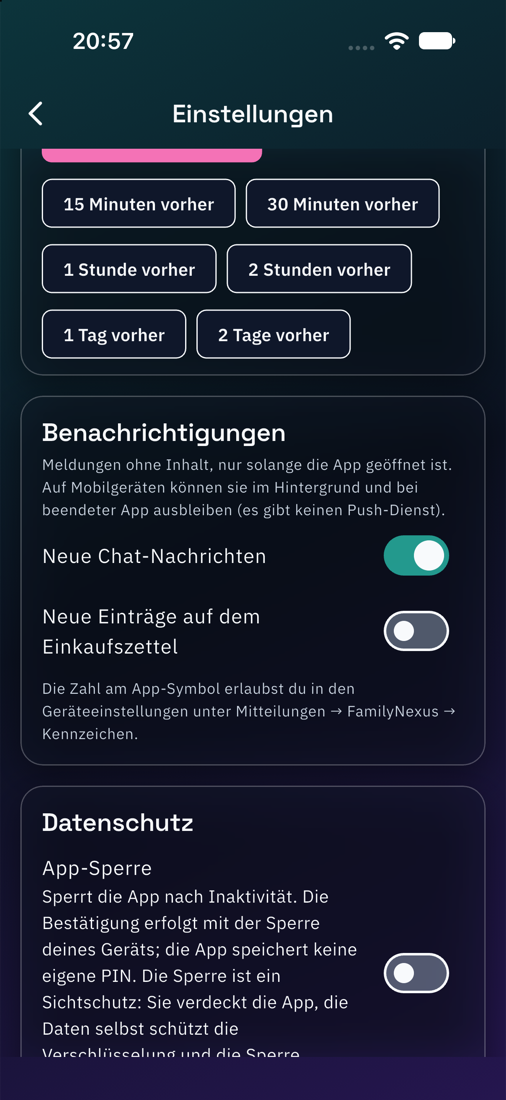 20:57
Einstellungen
15 Minuten vorher
30 Minuten vorher
1 Stunde vorher
2 Stunden vorher
1 Tag vorher
2 Tage vorher
Benachrichtigungen
Meldungen ohne Inhalt, nur solange die App geöffnet ist.
Auf Mobilgeräten können sie im Hintergrund und bei
beendeter App ausbleiben (es gibt keinen Push-Dienst).
Neue Chat-Nachrichten
Neue Einträge auf dem
Einkaufszettel
Die Zahl am App-Symbol erlaubst du in den
Geräteeinstellungen unter Mitteilungen → FamilyNexus →
Kennzeichen.
Datenschutz
App-Sperre
Sperrt die App nach Inaktivität. Die
Bestätigung erfolgt mit der Sperre
deines Geräts; die App speichert keine
eigene PIN. Die Sperre ist ein
Sichtschutz: Sie verdeckt die App, die
Daten selbst schützt die
Verschlüsselung und die Sperre